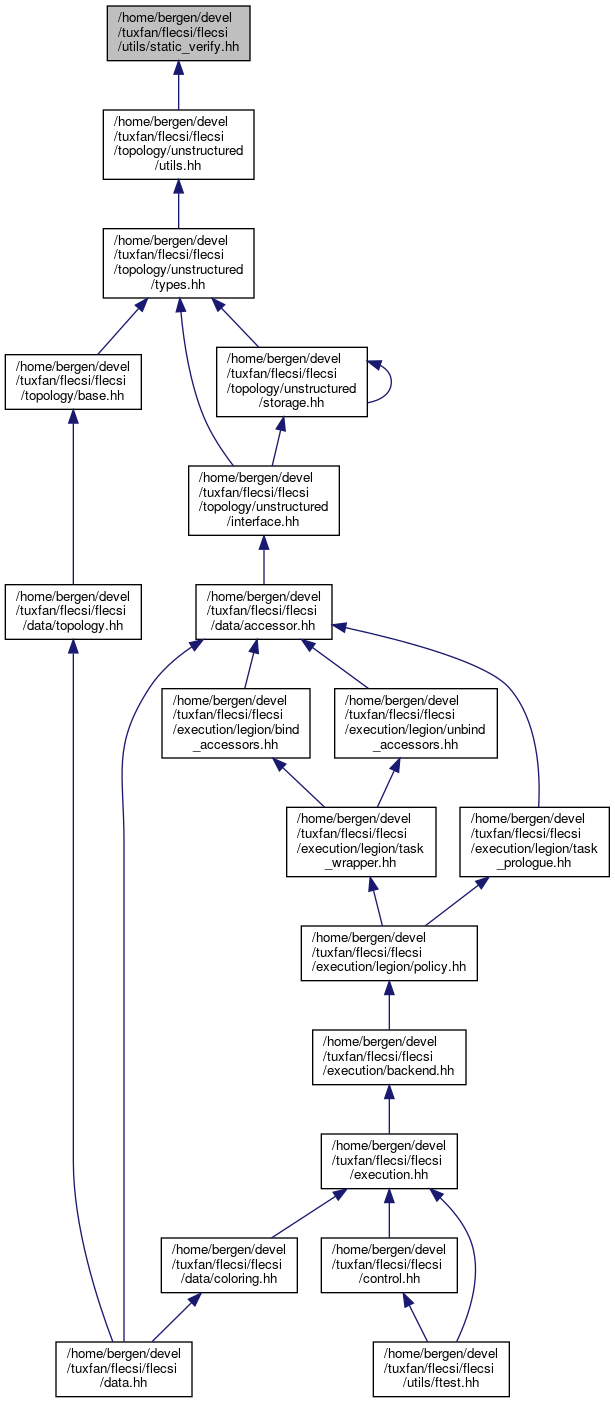 /home/bergen/devel
/tuxfan/flecsi/flecsi
/utils/static_verify.hh
/home/bergen/devel
/tuxfan/flecsi/flecsi
/topology/unstructured
/utils.hh
/home/bergen/devel
/tuxfan/flecsi/flecsi
/topology/unstructured
/types.hh
/home/bergen/devel
/tuxfan/flecsi/flecsi
/topology/base.hh
/home/bergen/devel
/tuxfan/flecsi/flecsi
/topology/unstructured
/storage.hh
/home/bergen/devel
/tuxfan/flecsi/flecsi
/topology/unstructured
/interface.hh
/home/bergen/devel
/tuxfan/flecsi/flecsi
/data/topology.hh
/home/bergen/devel
/tuxfan/flecsi/flecsi
/data/accessor.hh
/home/bergen/devel
/tuxfan/flecsi/flecsi
/execution/legion/bind
_accessors.hh
/home/bergen/devel
/tuxfan/flecsi/flecsi
/execution/legion/unbind
_accessors.hh
/home/bergen/devel
/tuxfan/flecsi/flecsi
/execution/legion/task
_wrapper.hh
/home/bergen/devel
/tuxfan/flecsi/flecsi
/execution/legion/task
_prologue.hh
/home/bergen/devel
/tuxfan/flecsi/flecsi
/execution/legion/policy.hh
/home/bergen/devel
/tuxfan/flecsi/flecsi
/execution/backend.hh
/home/bergen/devel
/tuxfan/flecsi/flecsi
/execution.hh
/home/bergen/devel
/tuxfan/flecsi/flecsi
/data/coloring.hh
/home/bergen/devel
/tuxfan/flecsi/flecsi
/control.hh
/home/bergen/devel
/tuxfan/flecsi/flecsi
/data.hh
/home/bergen/devel
/tuxfan/flecsi/flecsi
/utils/ftest.hh